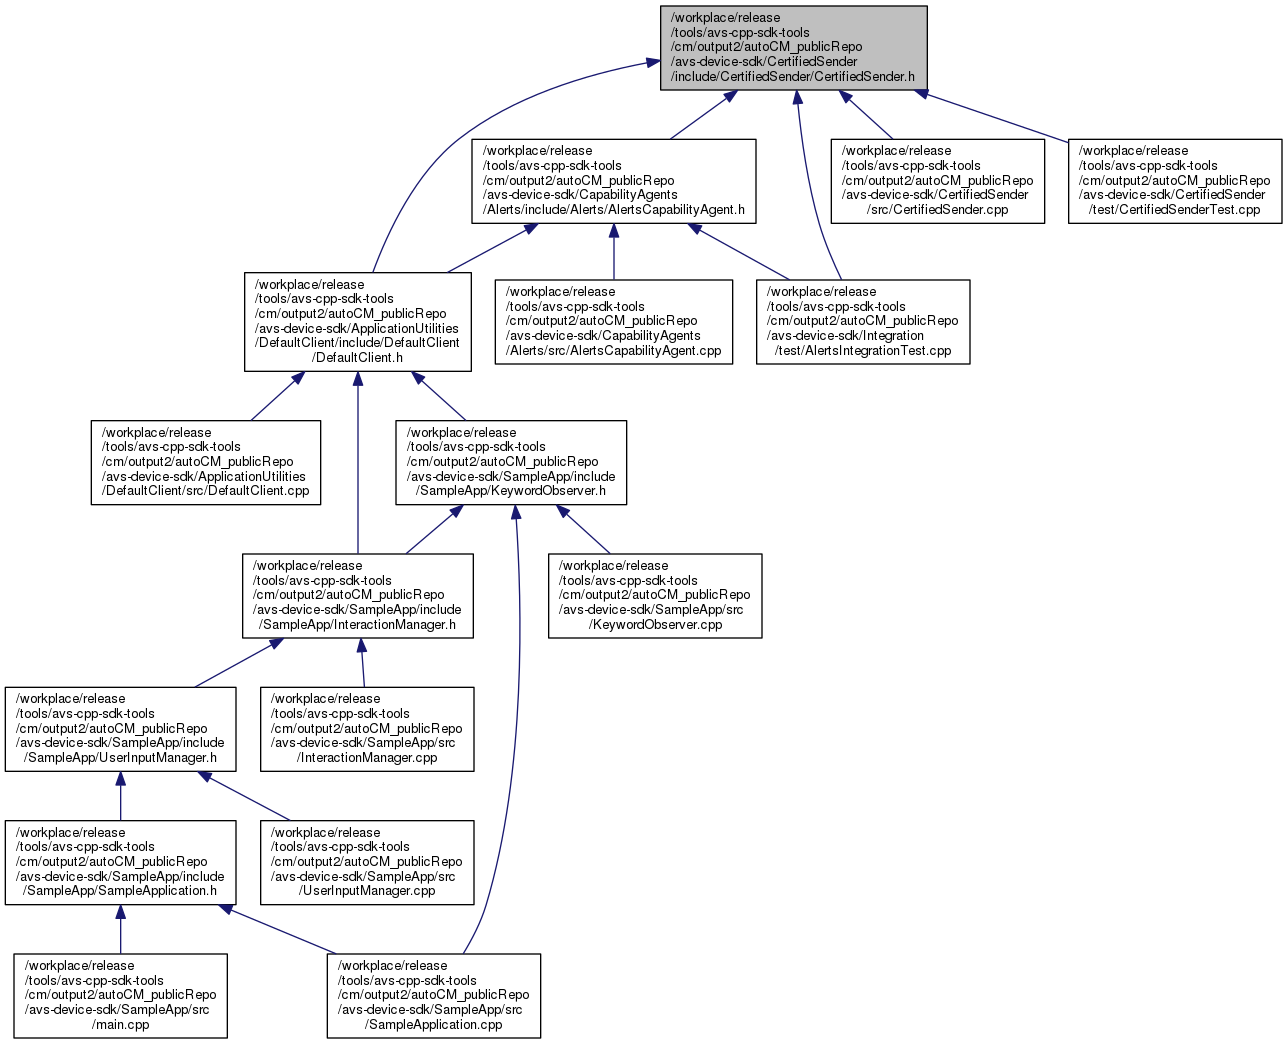 /workplace/release
/tools/avs-cpp-sdk-tools
/cm/output2/autoCM_publicRepo
/avs-device-sdk/CertifiedSender
/include/CertifiedSender/CertifiedSender.h
/workplace/release
/tools/avs-cpp-sdk-tools
/cm/output2/autoCM_publicRepo
/avs-device-sdk/CapabilityAgents
/Alerts/include/Alerts/AlertsCapabilityAgent.h
/workplace/release
/tools/avs-cpp-sdk-tools
/cm/output2/autoCM_publicRepo
/avs-device-sdk/CertifiedSender
/src/CertifiedSender.cpp
/workplace/release
/tools/avs-cpp-sdk-tools
/cm/output2/autoCM_publicRepo
/avs-device-sdk/CertifiedSender
/test/CertifiedSenderTest.cpp
/workplace/release
/tools/avs-cpp-sdk-tools
/cm/output2/autoCM_publicRepo
/avs-device-sdk/ApplicationUtilities
/DefaultClient/include/DefaultClient
/DefaultClient.h
/workplace/release
/tools/avs-cpp-sdk-tools
/cm/output2/autoCM_publicRepo
/avs-device-sdk/CapabilityAgents
/Alerts/src/AlertsCapabilityAgent.cpp
/workplace/release
/tools/avs-cpp-sdk-tools
/cm/output2/autoCM_publicRepo
/avs-device-sdk/Integration
/test/AlertsIntegrationTest.cpp
/workplace/release
/tools/avs-cpp-sdk-tools
/cm/output2/autoCM_publicRepo
/avs-device-sdk/ApplicationUtilities
/DefaultClient/src/DefaultClient.cpp
/workplace/release
/tools/avs-cpp-sdk-tools
/cm/output2/autoCM_publicRepo
/avs-device-sdk/SampleApp/include
/SampleApp/KeywordObserver.h
/workplace/release
/tools/avs-cpp-sdk-tools
/cm/output2/autoCM_publicRepo
/avs-device-sdk/SampleApp/include
/SampleApp/InteractionManager.h
/workplace/release
/tools/avs-cpp-sdk-tools
/cm/output2/autoCM_publicRepo
/avs-device-sdk/SampleApp/src
/KeywordObserver.cpp
/workplace/release
/tools/avs-cpp-sdk-tools
/cm/output2/autoCM_publicRepo
/avs-device-sdk/SampleApp/include
/SampleApp/UserInputManager.h
/workplace/release
/tools/avs-cpp-sdk-tools
/cm/output2/autoCM_publicRepo
/avs-device-sdk/SampleApp/src
/InteractionManager.cpp
/workplace/release
/tools/avs-cpp-sdk-tools
/cm/output2/autoCM_publicRepo
/avs-device-sdk/SampleApp/include
/SampleApp/SampleApplication.h
/workplace/release
/tools/avs-cpp-sdk-tools
/cm/output2/autoCM_publicRepo
/avs-device-sdk/SampleApp/src
/UserInputManager.cpp
/workplace/release
/tools/avs-cpp-sdk-tools
/cm/output2/autoCM_publicRepo
/avs-device-sdk/SampleApp/src
/main.cpp
/workplace/release
/tools/avs-cpp-sdk-tools
/cm/output2/autoCM_publicRepo
/avs-device-sdk/SampleApp/src
/SampleApplication.cpp